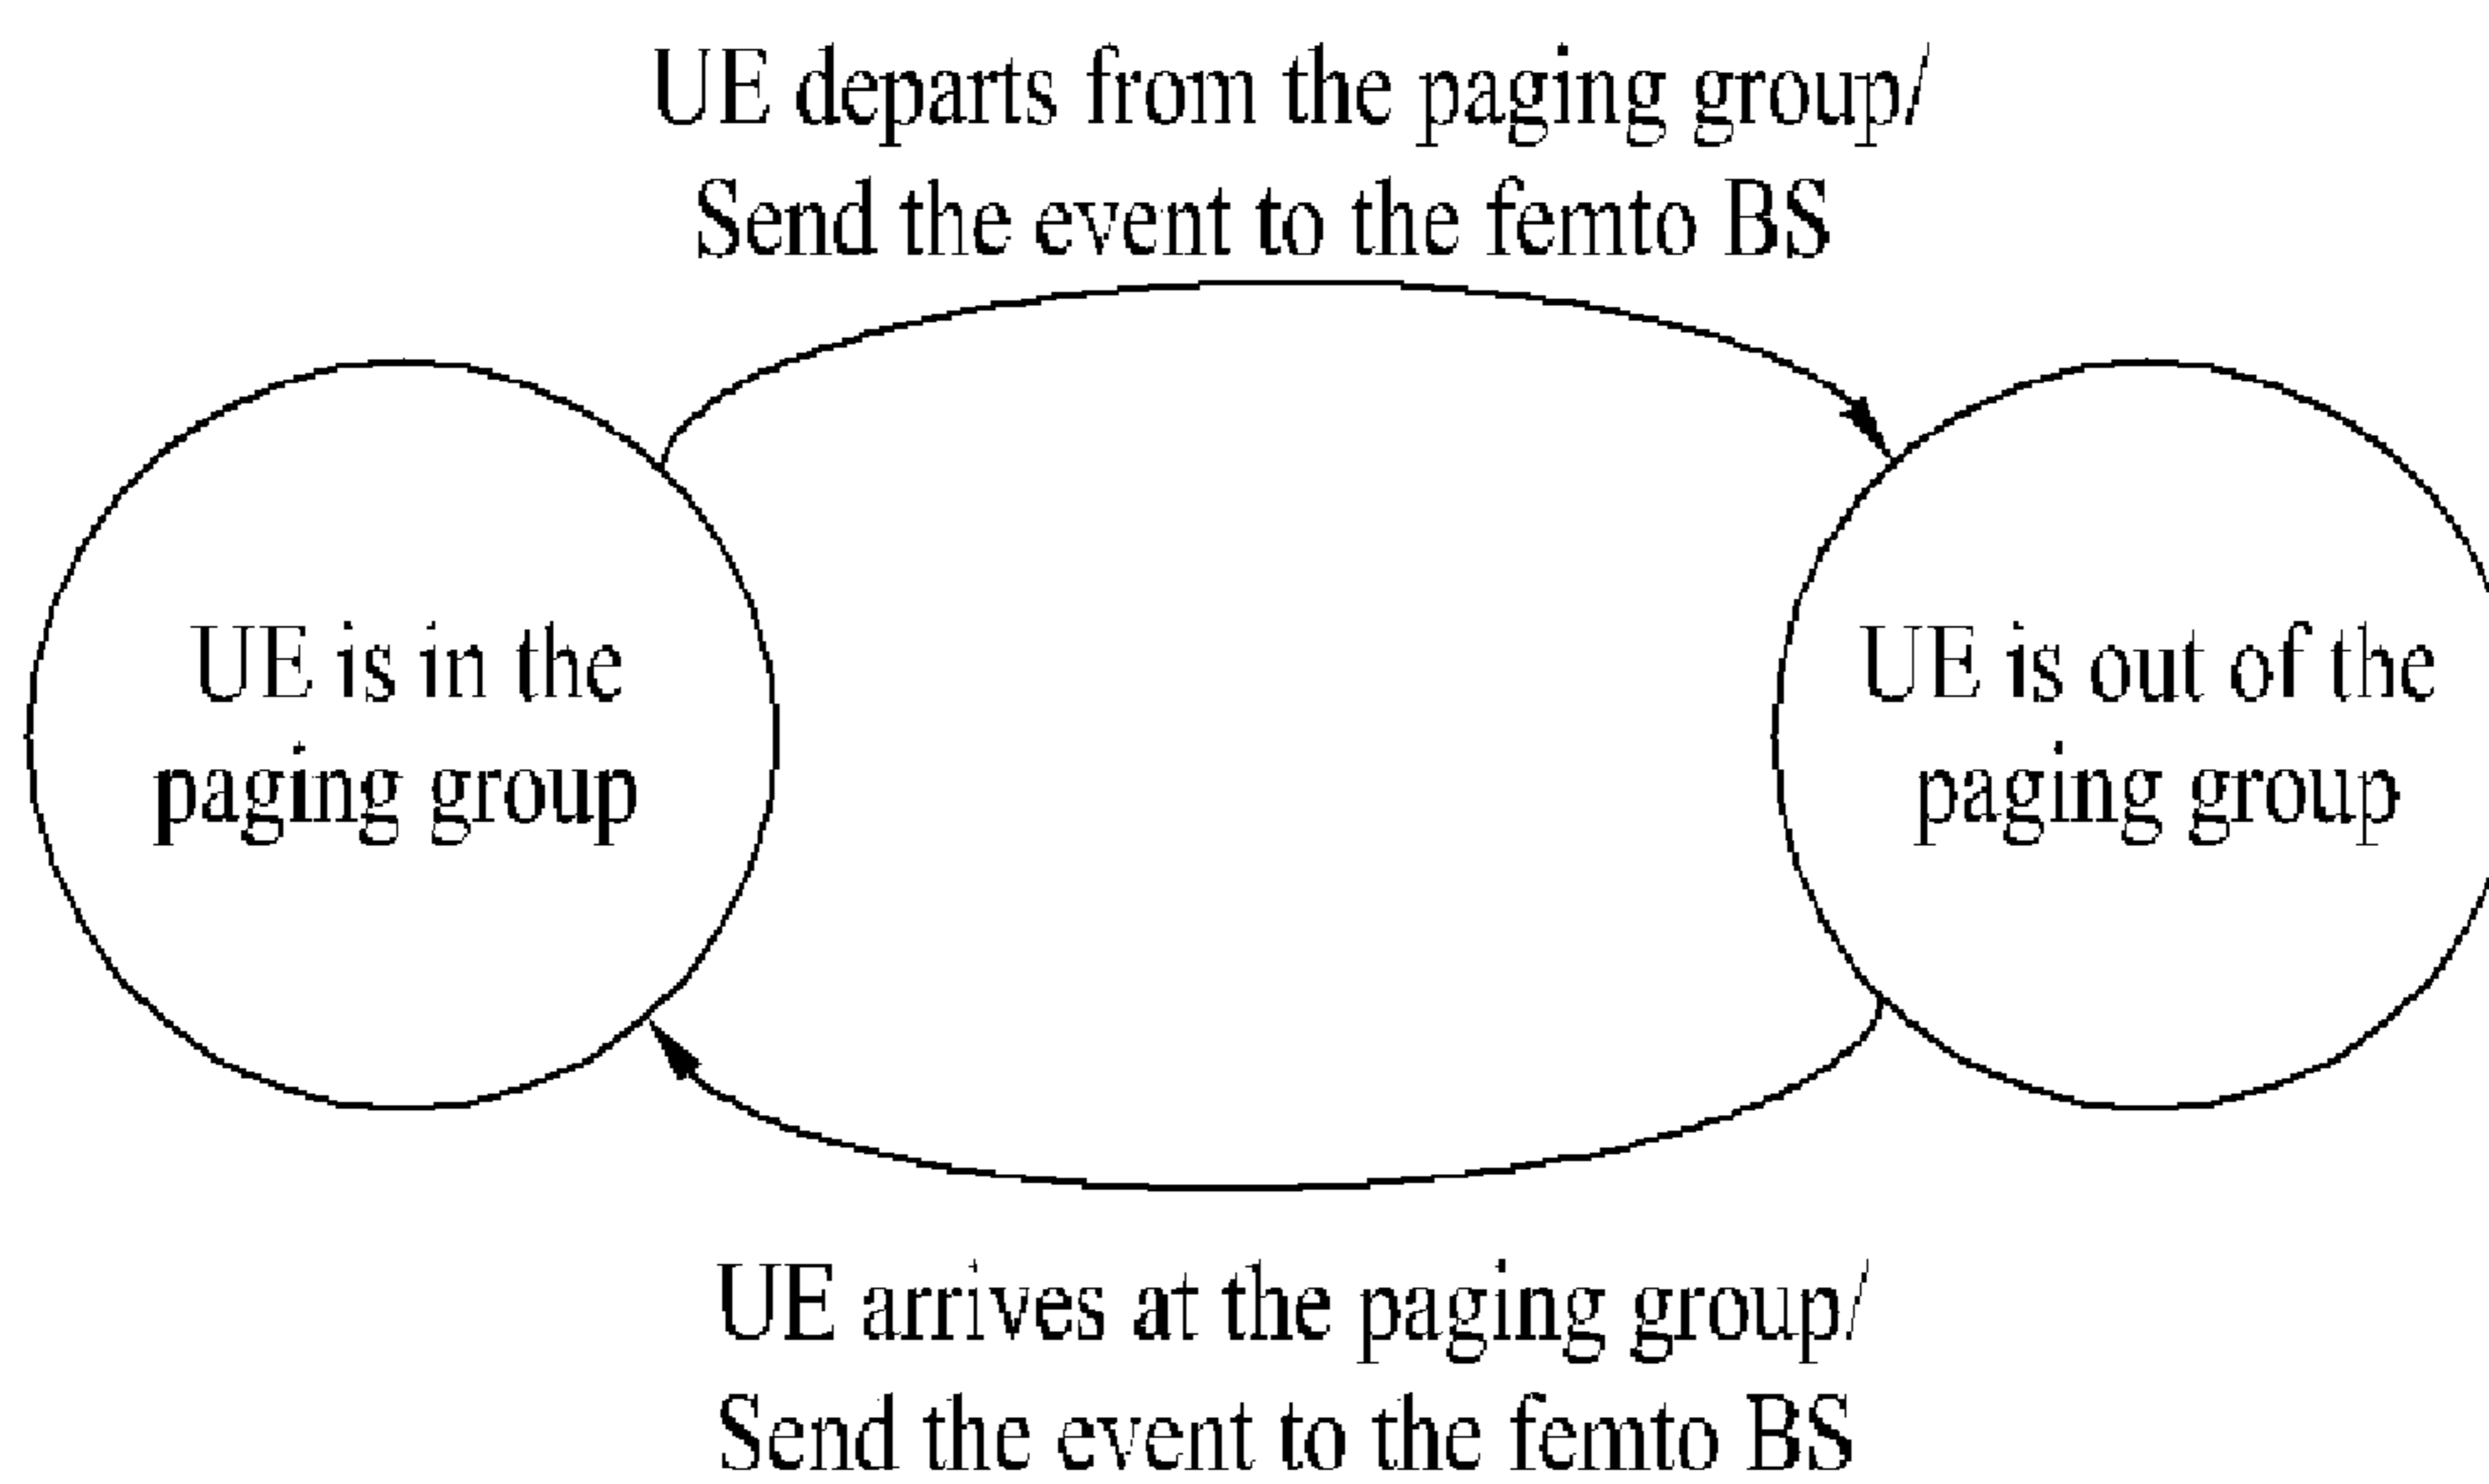 UE departs from the paging group/
Send the event to the femto BS
UE is in the
paging group
UE is out of the
paging group
UE arrives at the paging group/
Send the event to the femto BS